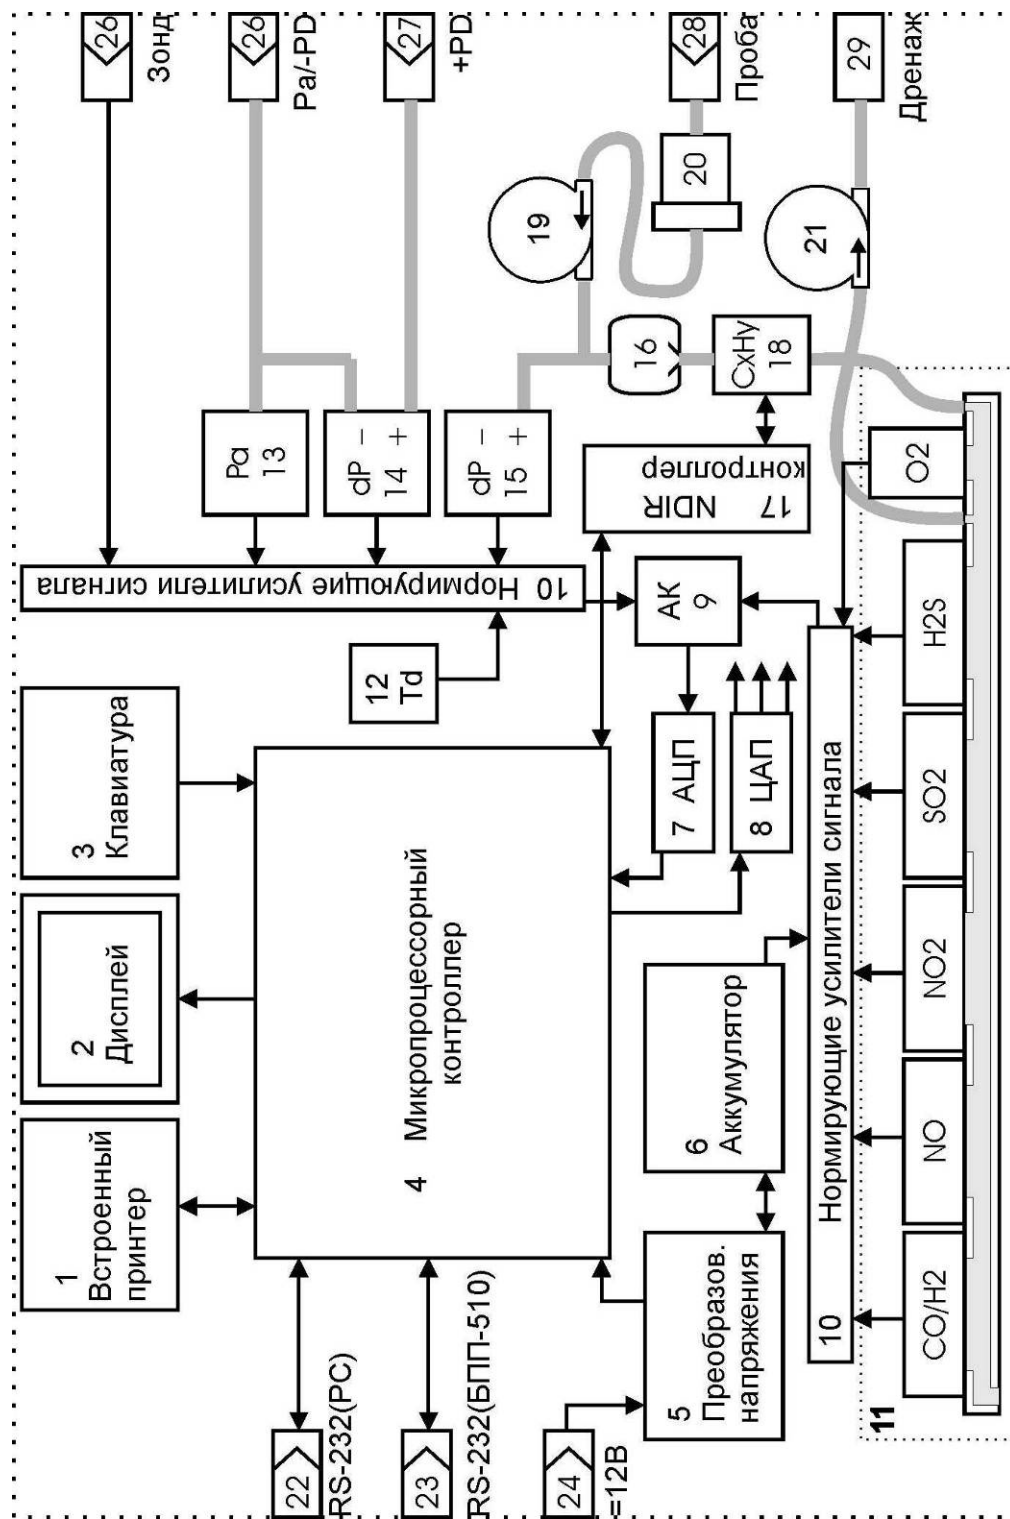 22
RS-232(PC)
23
RS-232(БПП-510)
24
=12В
1
Встроенный
принтер
2
Дисплей
3
Клавиатура
4 Микропроцессорный
контроллер
5
Преобразов.
напряжения
6
Аккумулятор
7 АЦП
8 ЦАП
АК
9
12
Td
10 Нормирующие усилители сигнала
Pa
13
dP −
14 +
dP −
15 +
17 NDIR
контроллер
16
CxHy
18
19
20
21
26
Зонд
26
Pa/-PD
27
+PD
28
Проба
29
Дренаж
10 Нормирующие усилители сигнала
11
CO/H2
NO
NO2
SO2
H2S
O2